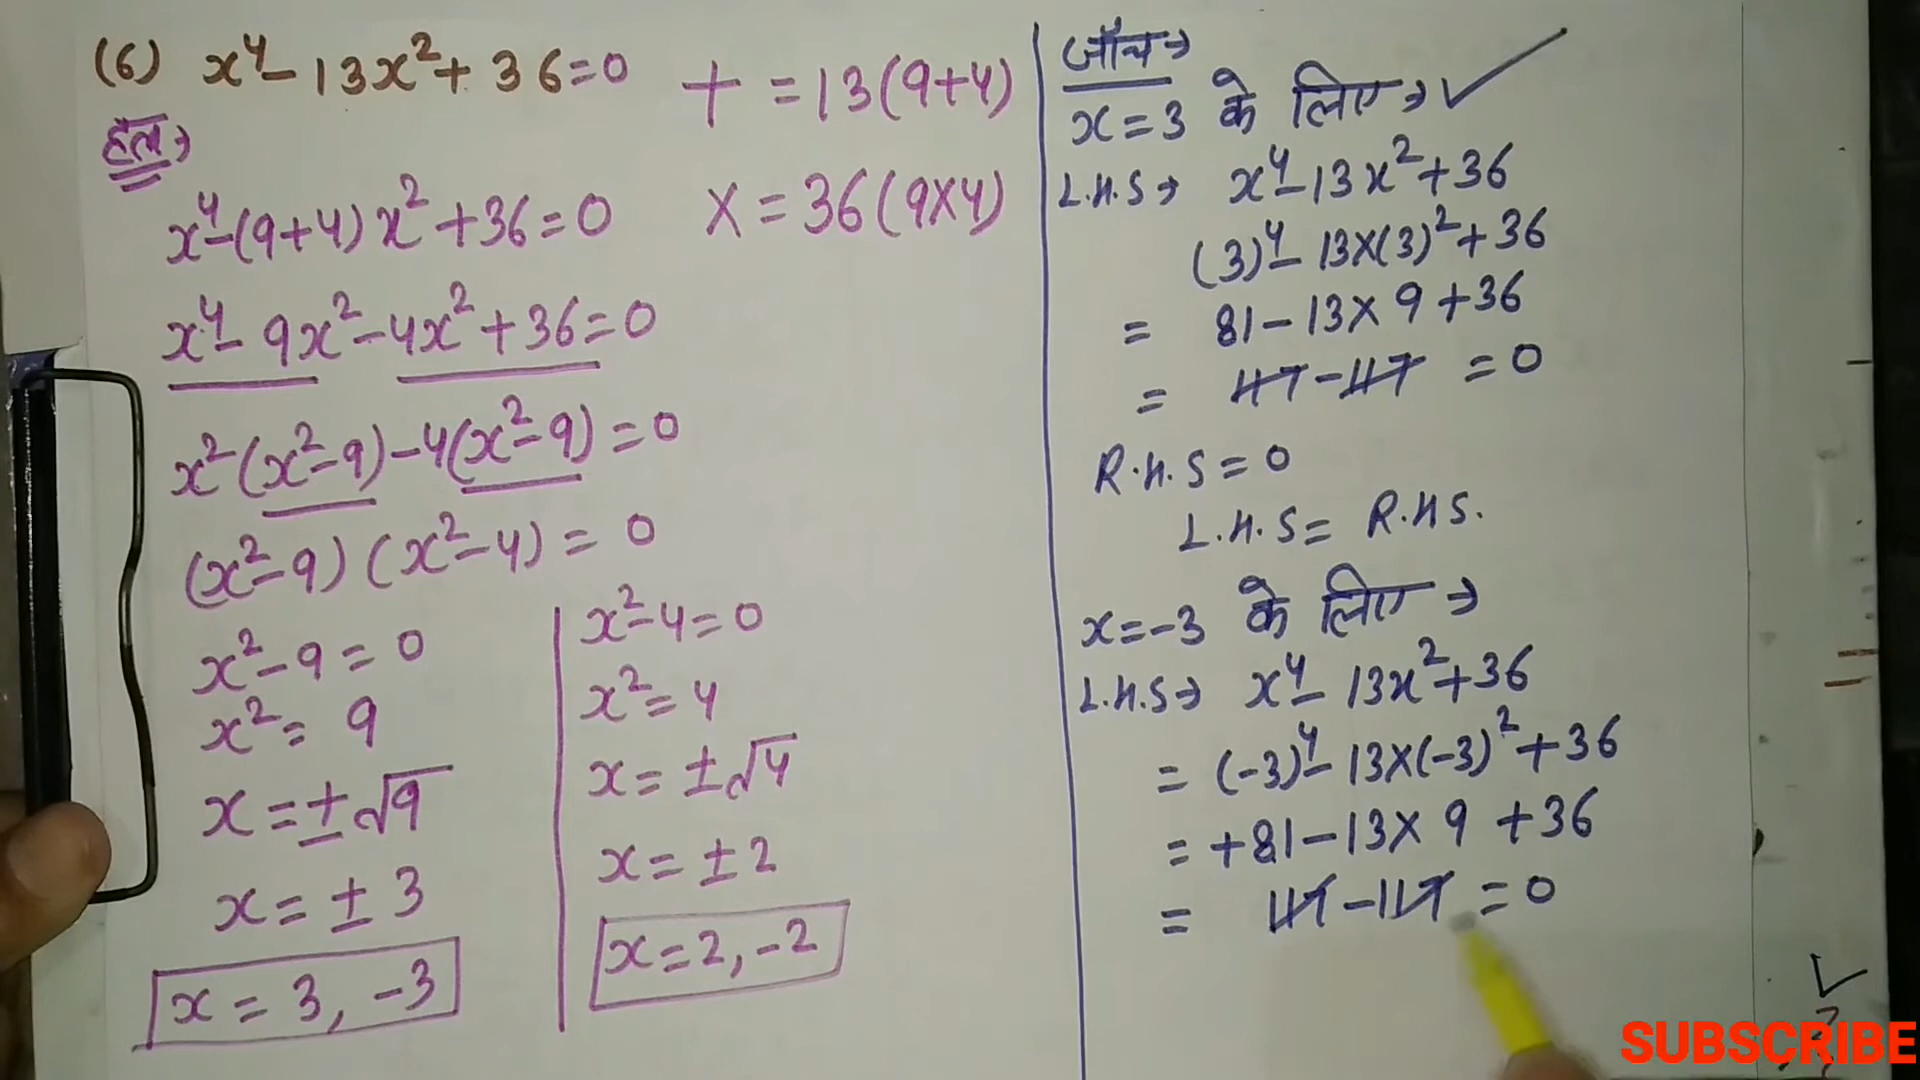 (6) x⁴-13x²+36=0
+ =13(9+4)
हल→
x⁴-(9+4)x²+36=0
× =36(9×4)
x⁴-9x²-4x²+36=0
x²(x²-9)-4(x²-9)=0
(x²-9)(x²-4)=0
x²-9=0
x²=9
x=±√9
x=±3
x=3,-3
x²-4=0
x²=4
x=±√4
x=±2
x=2,-2
जाँच→
x=3 के लिए→ ✓
L.H.S→ x⁴-13x²+36
(3)⁴-13×(3)²+36
= 81-13×9+36
= 117-117 =0
R.H.S=0
L.H.S= R.H.S.
x=-3 के लिए→
L.H.S→ x⁴-13x²+36
= (-3)⁴-13×(-3)²+36
= +81-13×9+36
= 117-117 =0
SUBSCRIBE